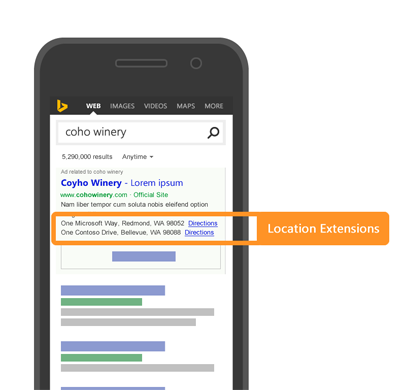 WEB IMAGES VIDEOS MAPS MORE
coho winery
5,290,000 results Anytime
Ad related to coho winery
Coyho Winery - Lorem ipsum
www.cohowinery.com · Official Site
Nam liber tempor cum soluta nobis eleifend option
One Microsoft Way, Redmond, WA 98052 Directions
One Contoso Drive, Bellevue, WA 98088 Directions
Location Extensions